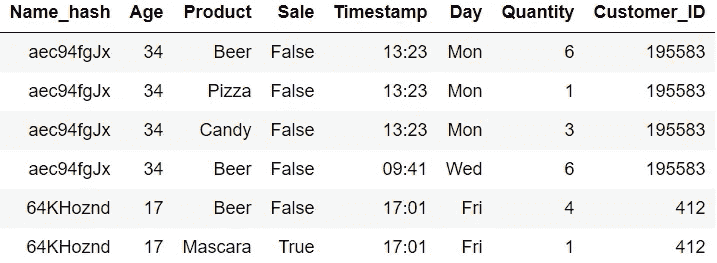 Name_hash Age Product Sale Timestamp Day Quantity Customer_ID
aec94fgJx 34 Beer False 13:23 Mon 6 195583
aec94fgJx 34 Pizza False 13:23 Mon 1 195583
aec94fgJx 34 Candy False 13:23 Mon 3 195583
aec94fgJx 34 Beer False 09:41 Wed 6 195583
64KHoznd 17 Beer False 17:01 Fri 4 412
64KHoznd 17 Mascara True 17:01 Fri 1 412